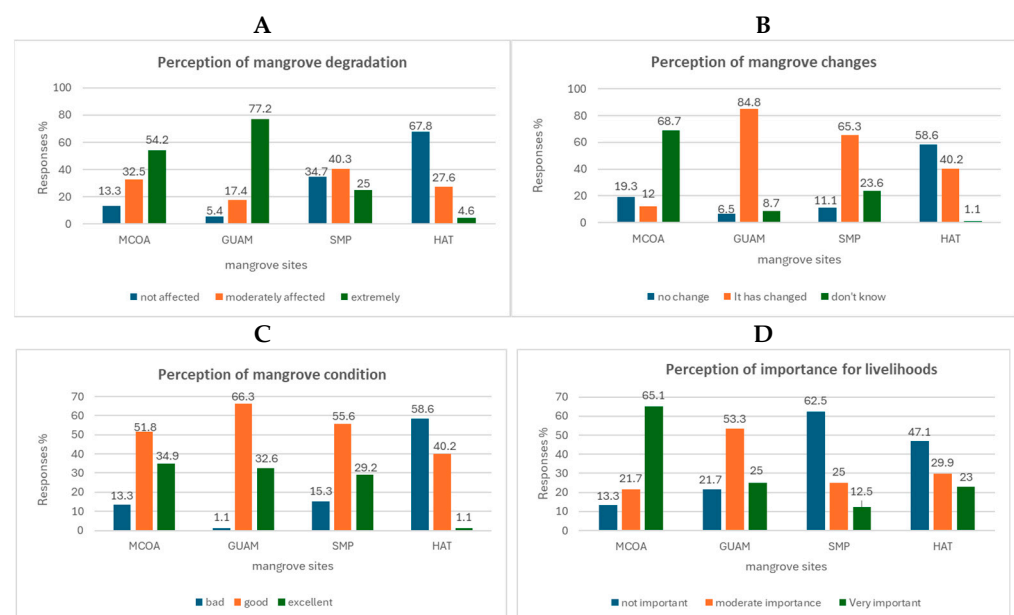 A
Perception of mangrove degradation
100
80
60
40
20
0
Responses %
13.3 32.5 54.2
5.4 17.4 77.2
34.7 40.3 25
67.8 27.6 4.6
MCOA GUAM SMP HAT
mangrove sites
not affected moderately affected extremely
B
Perception of mangrove changes
100
80
60
40
20
0
Responses %
19.3 12 68.7
6.5 84.8 8.7
11.1 65.3 23.6
58.6 40.2 1.1
MCOA GUAM SMP HAT
mangrove sites
no change It has changed don't know
C
Perception of mangrove condition
70
60
50
40
30
20
10
0
Responses %
13.3 51.8 34.9
1.1 66.3 32.6
15.3 55.6 29.2
58.6 40.2 1.1
MCOA GUAM SMP HAT
mangrove sites
bad good excellent
D
Perception of importance for livelihoods
70
60
50
40
30
20
10
0
Responses %
13.3 21.7 65.1
21.7 53.3 25
62.5 25 12.5
47.1 29.9 23
MCOA GUAM SMP HAT
mangrove sites
not important moderate importance Very important